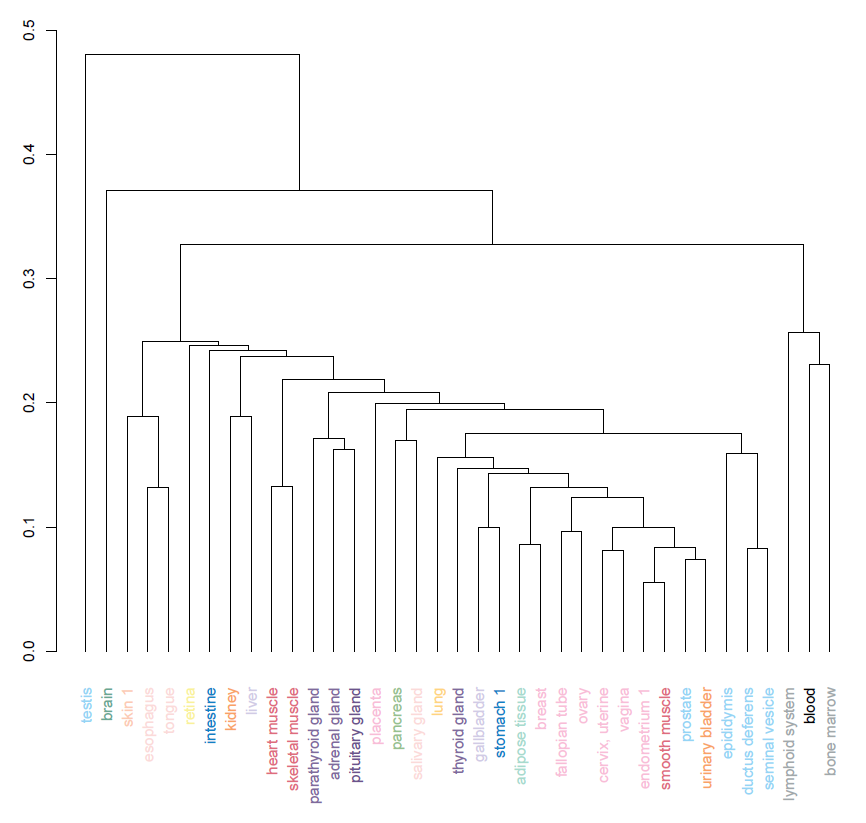 0.5
0.4
0.3
0.2
0.1
0.0
testis
brain
skin 1
esophagus
tongue
retina
intestine
kidney
liver
heart muscle
skeletal muscle
parathyroid gland
adrenal gland
pituitary gland
placenta
pancreas
salivary gland
lung
thyroid gland
gallbladder
stomach 1
adipose tissue
breast
fallopian tube
ovary
cervix, uterine
vagina
endometrium 1
smooth muscle
prostate
urinary bladder
epididymis
ductus deferens
seminal vesicle
lymphoid system
blood
bone marrow